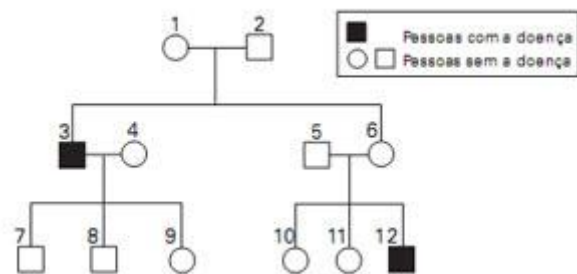 1 2
Pessoas com a doença
Pessoas sem a doença
3 4 5 6
7 8 9 10 11 12